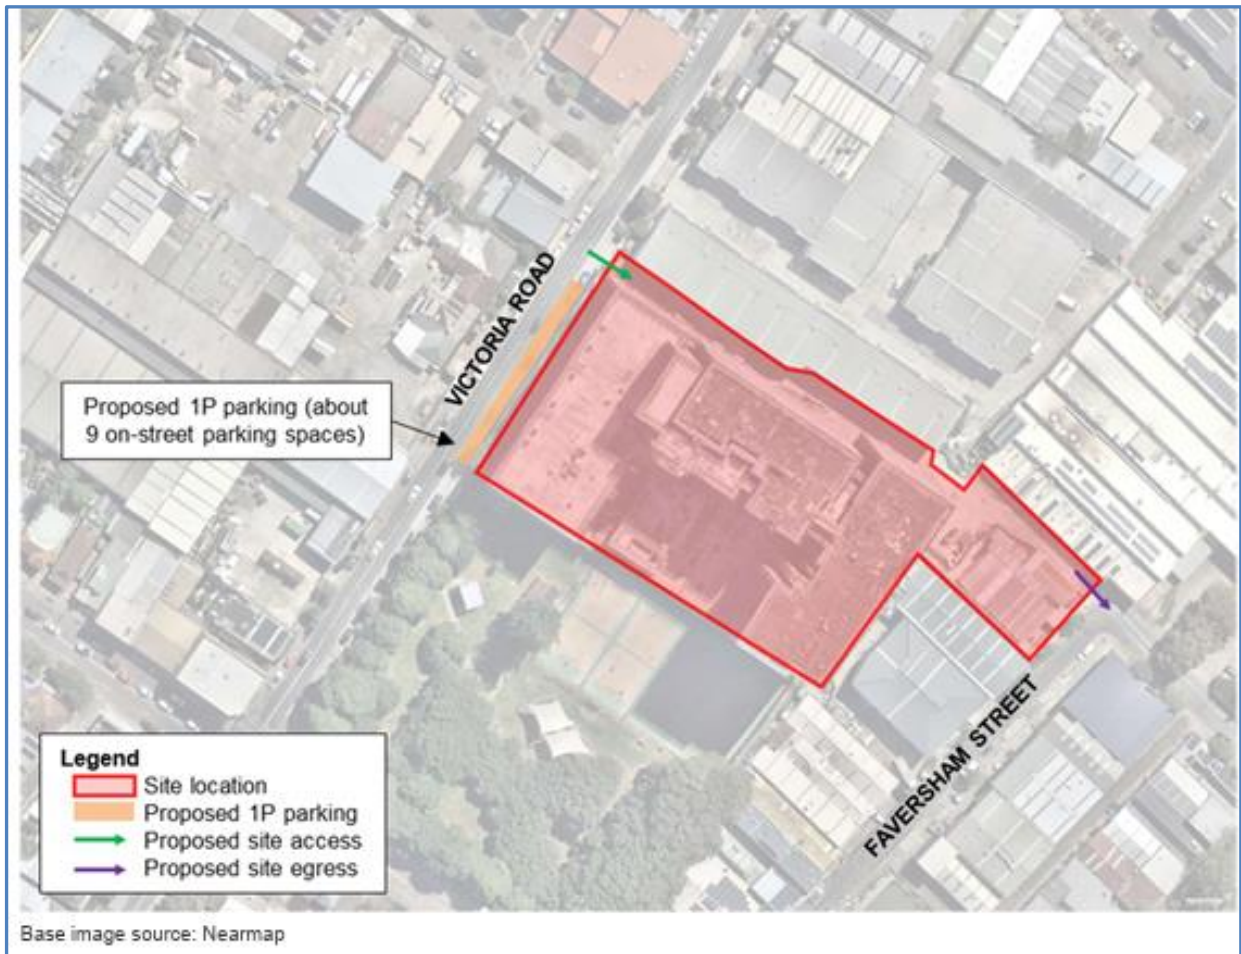 VICTORIA ROAD
Proposed 1P parking (about
9 on-street parking spaces)
FAVERSHAM STREET
Legend
Site location
Proposed 1P parking
Proposed site access
Proposed site egress
Base image source: Nearmap